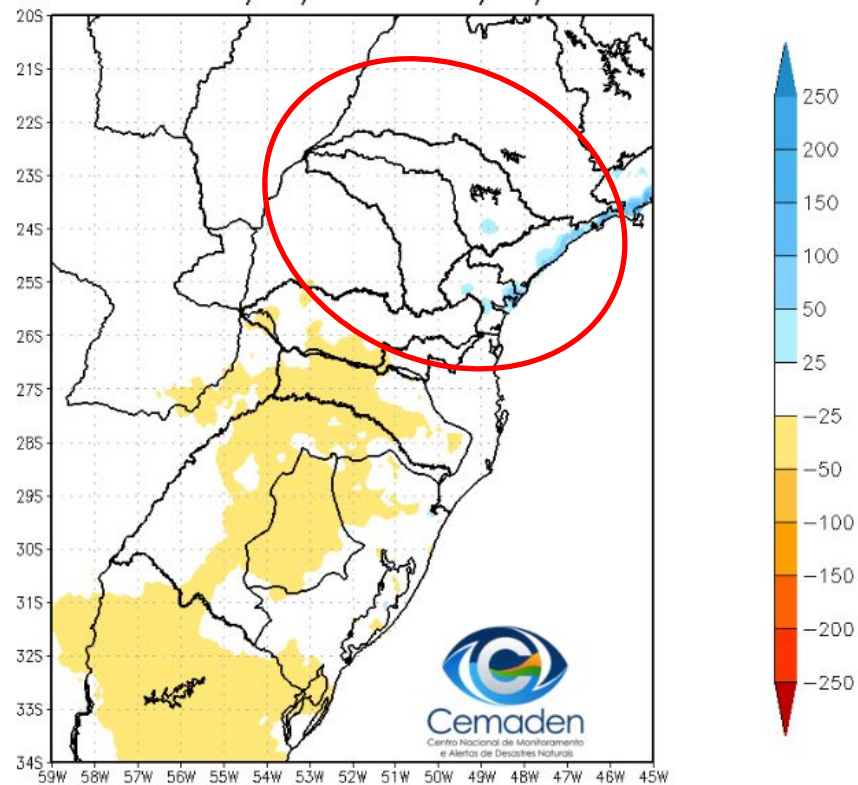 20S
21S
22S
23S
24S
25S
26S
27S
28S
29S
30S
31S
32S
33S
34S
59W 58W 57W 56W 55W 54W 53W 52W 51W 50W 49W 48W 47W 46W 45W
250
200
150
100
50
25
−25
−50
−100
−150
−200
−250
Cemaden
Centro Nacional de Monitoramento
e Alertas de Desastres Naturais